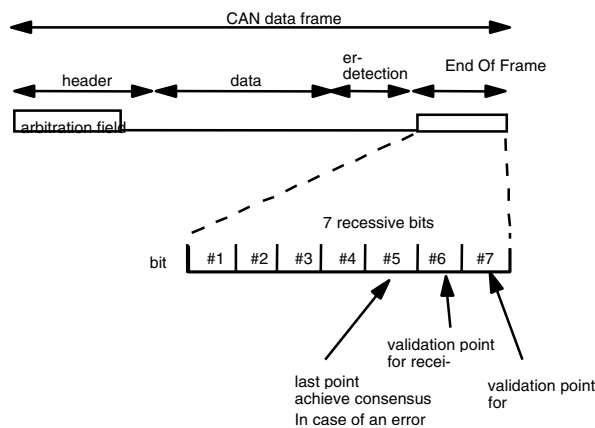 CAN data frame
header
data
er-
detection
End Of Frame
arbitration field
7 recessive bits
bit
#1 #2 #3 #4 #5 #6 #7
validation point
for recei-
last point
achieve consensus
In case of an error
validation point
for